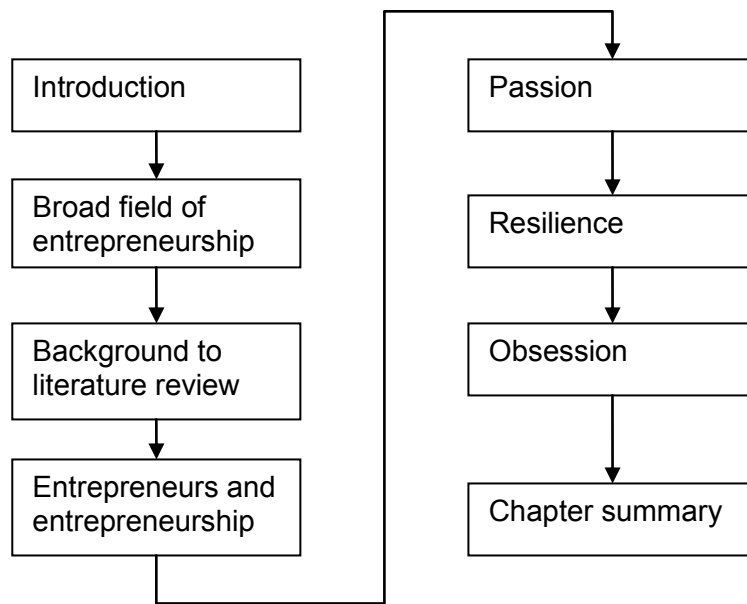 Introduction
Broad field of
entrepreneurship
Background to
literature review
Entrepreneurs and
entrepreneurship
Passion
Resilience
Obsession
Chapter summary